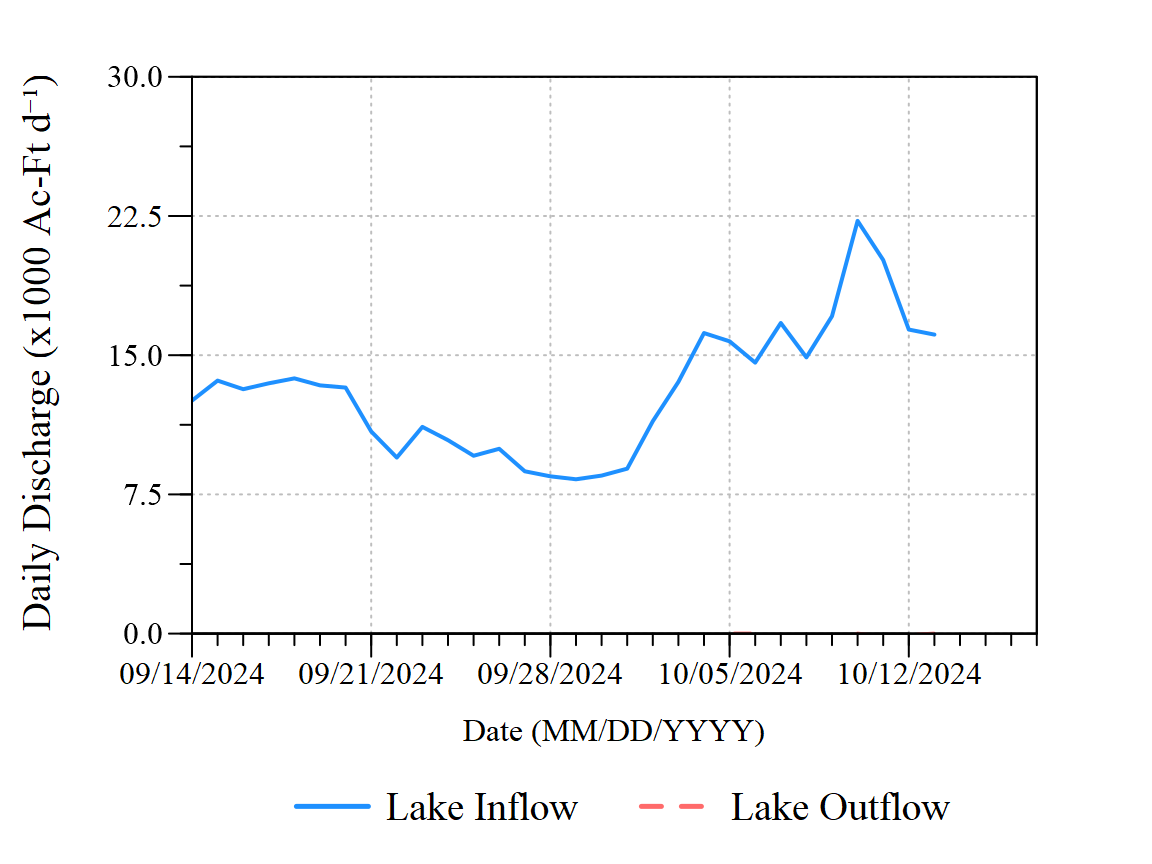 Daily Discharge (x1000 Ac-Ft d⁻¹)
30.0
22.5
15.0
7.5
0.0
09/14/2024 09/21/2024 09/28/2024 10/05/2024 10/12/2024
Date (MM/DD/YYYY)
Lake Inflow Lake Outflow